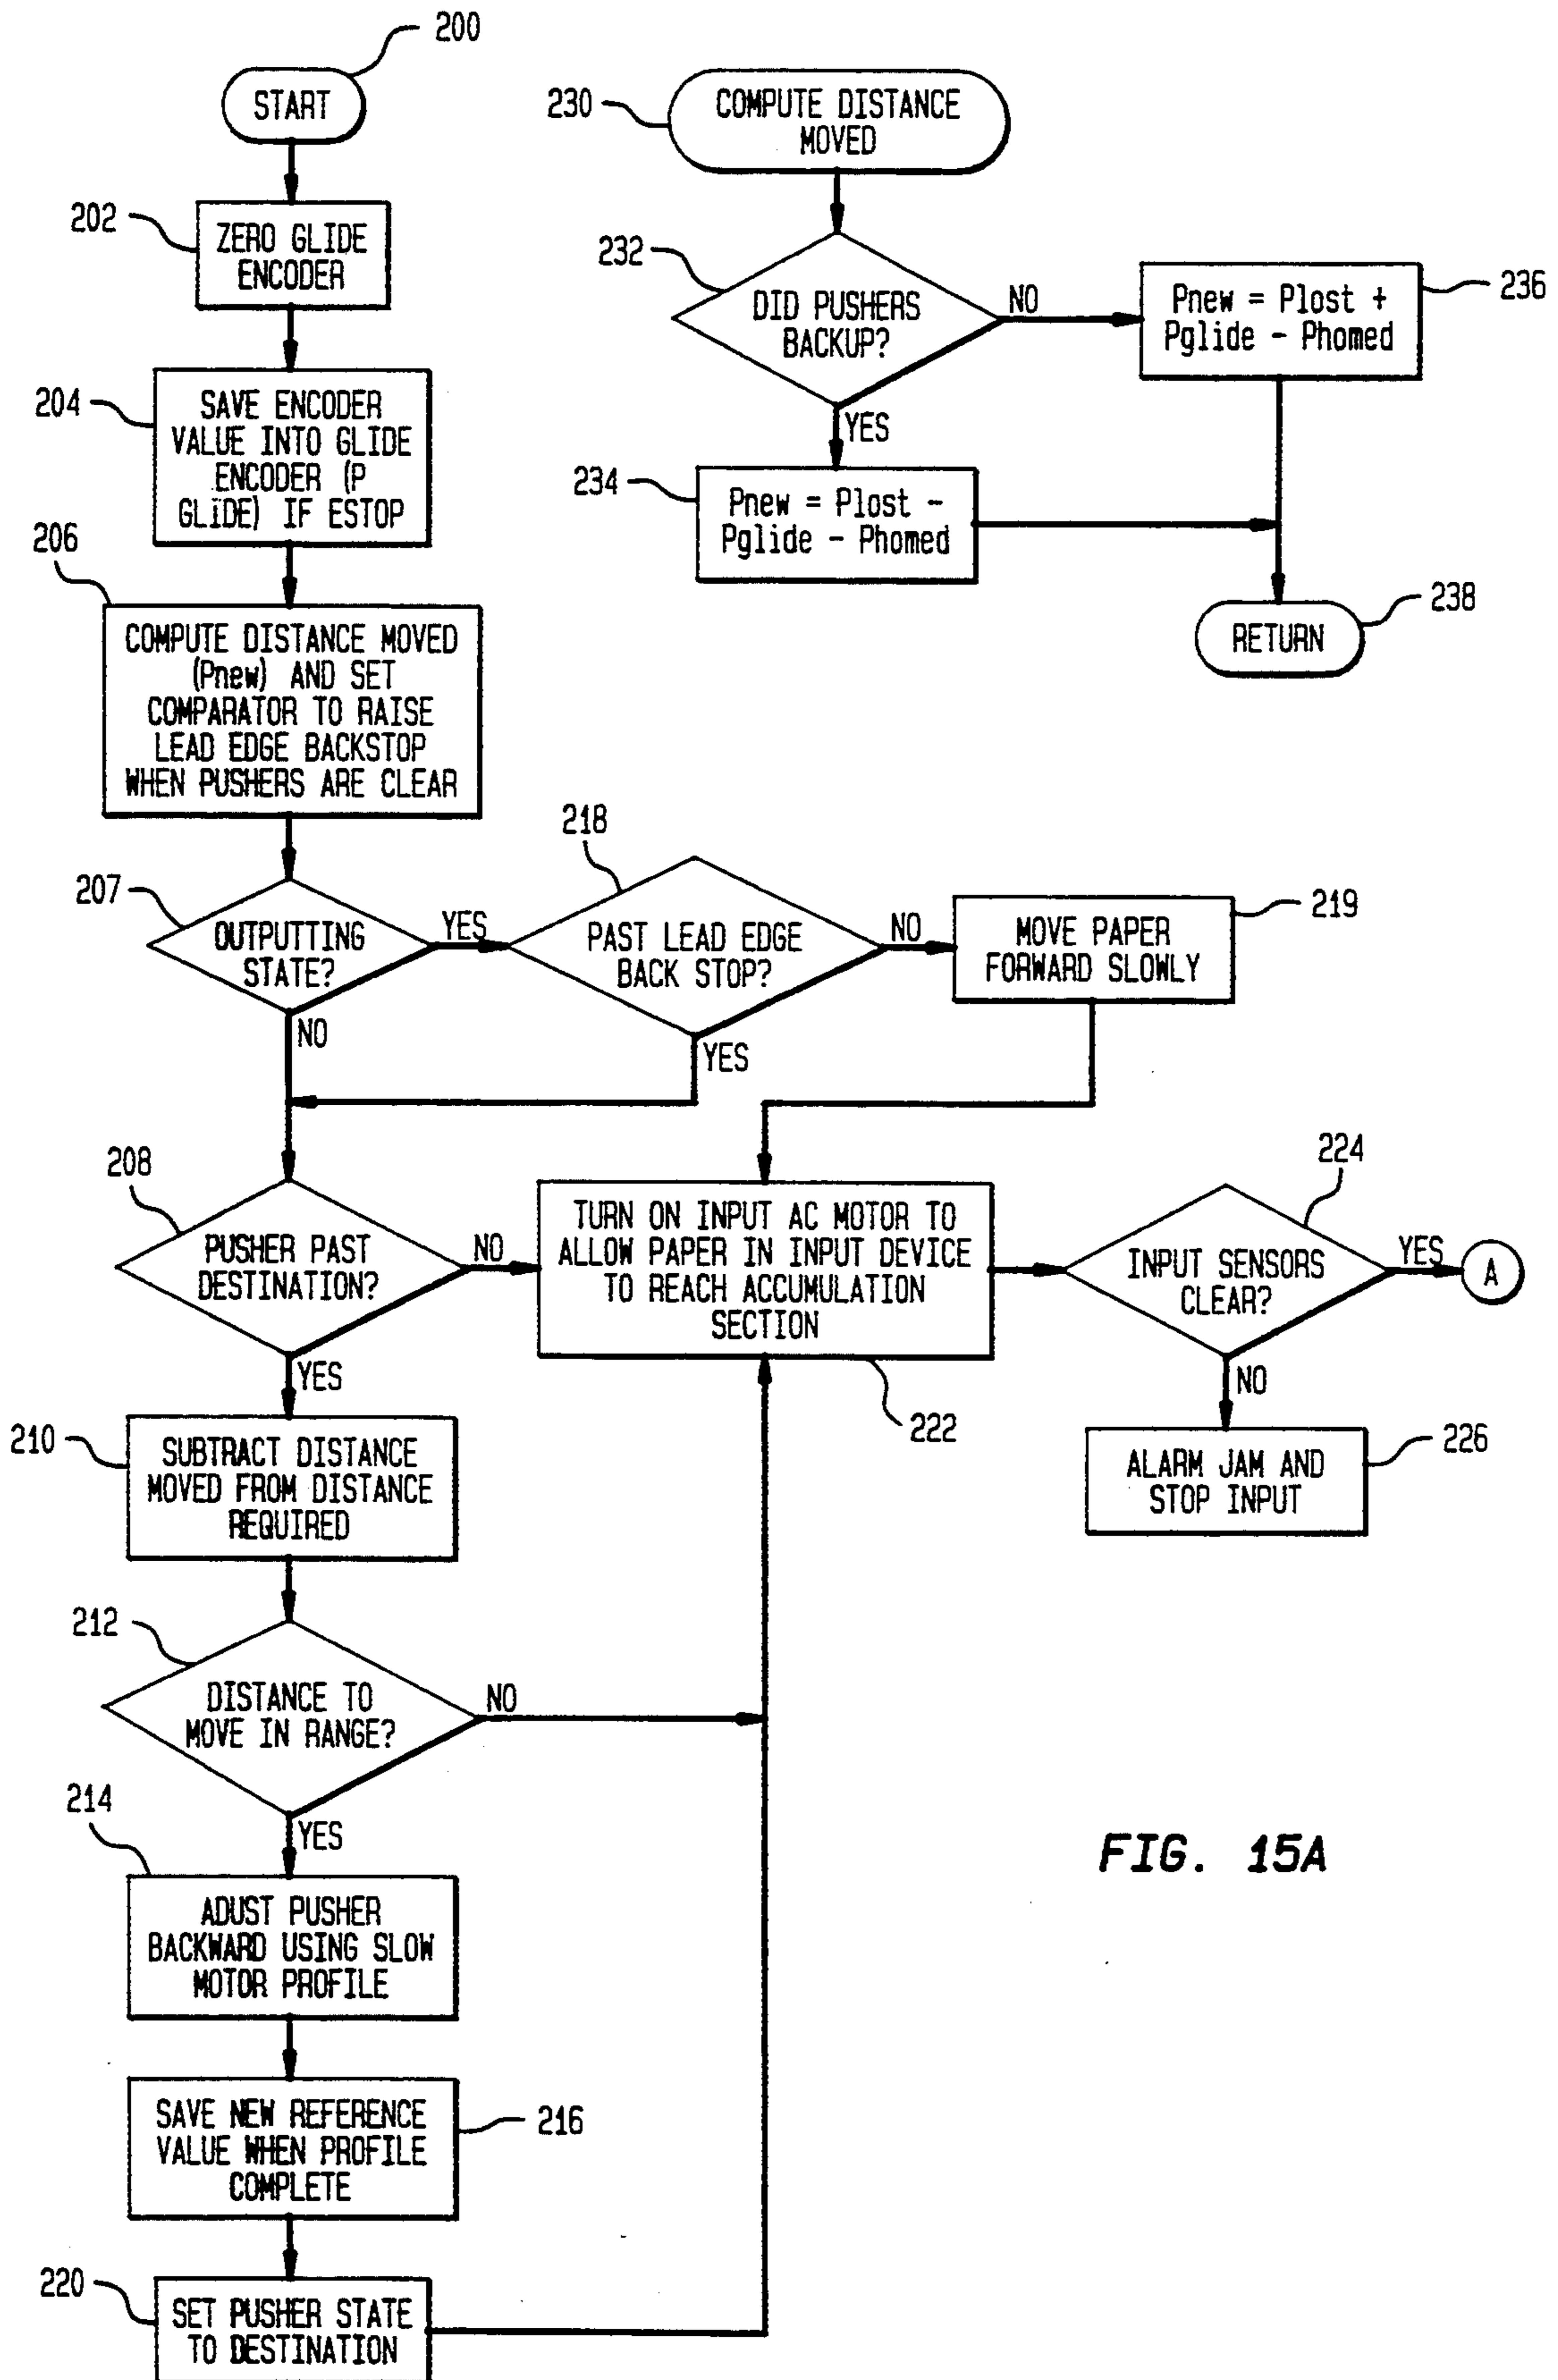 200
START
202
ZERO GLIDE
ENCODER
204
SAVE ENCODER
VALUE INTO GLIDE
ENCODER (P
GLIDE) IF ESTOP
206
COMPUTE DISTANCE MOVED
(Pnew) AND SET
COMPARATOR TO RAISE
LEAD EDGE BACKSTOP
WHEN PUSHERS ARE CLEAR
230
COMPUTE DISTANCE
MOVED
232
DID PUSHERS
BACKUP?
NO
YES
236
Pnew = Plost +
Pglide - Phomed
234
Pnew = Plost -
Pglide - Phomed
238
RETURN
207
OUTPUTTING
STATE?
YES
NO
218
PAST LEAD EDGE
BACK STOP?
NO
YES
219
MOVE PAPER
FORWARD SLOWLY
208
PUSHER PAST
DESTINATION?
NO
YES
TURN ON INPUT AC MOTOR TO
ALLOW PAPER IN INPUT DEVICE
TO REACH ACCUMULATION
SECTION
222
224
INPUT SENSORS
CLEAR?
YES
A
NO
226
ALARM JAM AND
STOP INPUT
210
SUBTRACT DISTANCE
MOVED FROM DISTANCE
REQUIRED
212
DISTANCE TO
MOVE IN RANGE?
NO
YES
214
ADUST PUSHER
BACKWARD USING SLOW
MOTOR PROFILE
216
SAVE NEW REFERENCE
VALUE WHEN PROFILE
COMPLETE
220
SET PUSHER STATE
TO DESTINATION
FIG. 15A